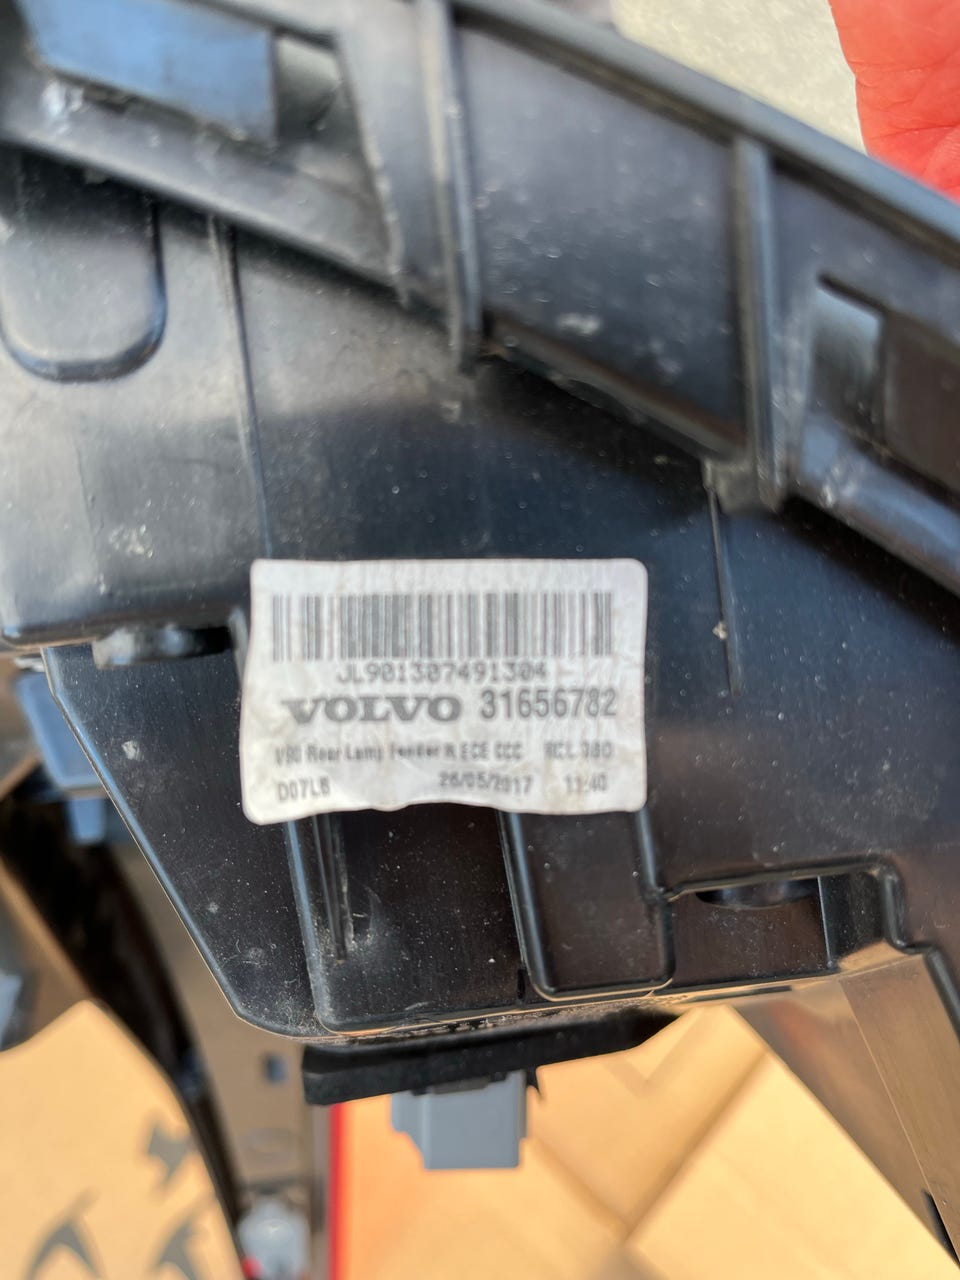 JL901307491304
VOLVO 31656782
V90 Rear Lamp Fender R ECE CCC
D07LB 26/05/2017 11:40